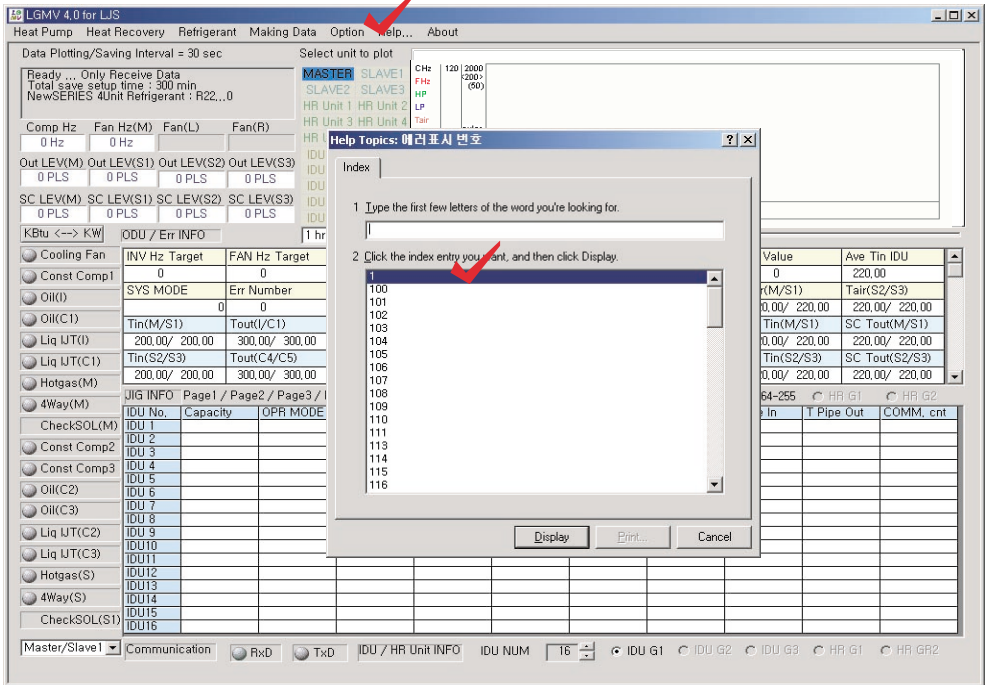 LGMV 4,0 for LJS
Heat Pump Heat Recovery Refrigerant Making Data Option Help... About
Data Plotting/Saving Interval = 30 sec
Select unit to plot
Ready ... Only Receive Data
Total save setup time : 300 min
NewSERIES 4Unit Refrigerant : R22,,,0
MASTER SLAVE1
SLAVE2 SLAVE3
HR Unit 1 HR Unit 2
HR Unit 3 HR Unit 4
HR
IDU
IDU
IDU
IDU
IDU
CHz 120 2000
FHz <200>
HP (50)
LP
Tair
Comp Hz Fan Hz(M) Fan(L) Fan(R)
0 Hz 0 Hz
Out LEV(M) Out LEV(S1) Out LEV(S2) Out LEV(S3)
0 PLS 0 PLS 0 PLS 0 PLS
SC LEV(M) SC LEV(S1) SC LEV(S2) SC LEV(S3)
0 PLS 0 PLS 0 PLS 0 PLS
KBtu <--> KW ODU / Err INFO 1 hr
Cooling Fan
Const Comp1
Oil(I)
Oil(C1)
Liq IJT(I)
Liq IJT(C1)
Hotgas(M)
4Way(M)
CheckSOL(M)
Const Comp2
Const Comp3
Oil(C2)
Oil(C3)
Liq IJT(C2)
Liq IJT(C3)
Hotgas(S)
4Way(S)
CheckSOL(S1)
INV Hz Target FAN Hz Target
0 0
SYS MODE Err Number
0 0
Tin(M/S1) Tout(I/C1)
200,00/ 200,00 300,00/ 300,00
Tin(S2/S3) Tout(C4/C5)
200,00/ 200,00 300,00/ 300,00
Value Ave Tin IDU
0 220,00
r(M/S1) Tair(S2/S3)
20,00/ 220,00 220,00/ 220,00
Tin(M/S1) SC Tout(M/S1)
20,00/ 220,00 220,00/ 220,00
Tin(S2/S3) SC Tout(S2/S3)
20,00/ 220,00 220,00/ 220,00
JIG INFO Page1 / Page2 / Page3 /
64-255 HR G1 HR G2
IDU No, Capacity OPR MODE
e In T Pipe Out COMM, cnt
IDU 1
IDU 2
IDU 3
IDU 4
IDU 5
IDU 6
IDU 7
IDU 8
IDU 9
IDU10
IDU11
IDU12
IDU13
IDU14
IDU15
IDU16
Help Topics: 에러표시 번호
Index
1 Type the first few letters of the word you're looking for.
2 Click the index entry you want, and then click Display.
1
100
101
102
103
104
105
106
107
108
109
110
111
113
114
115
116
Display Print... Cancel
Master/Slave1 Communication RxD TxD IDU / HR Unit INFO IDU NUM 16 IDU G1 IDU G2 IDU G3 HR G1 HR GR2